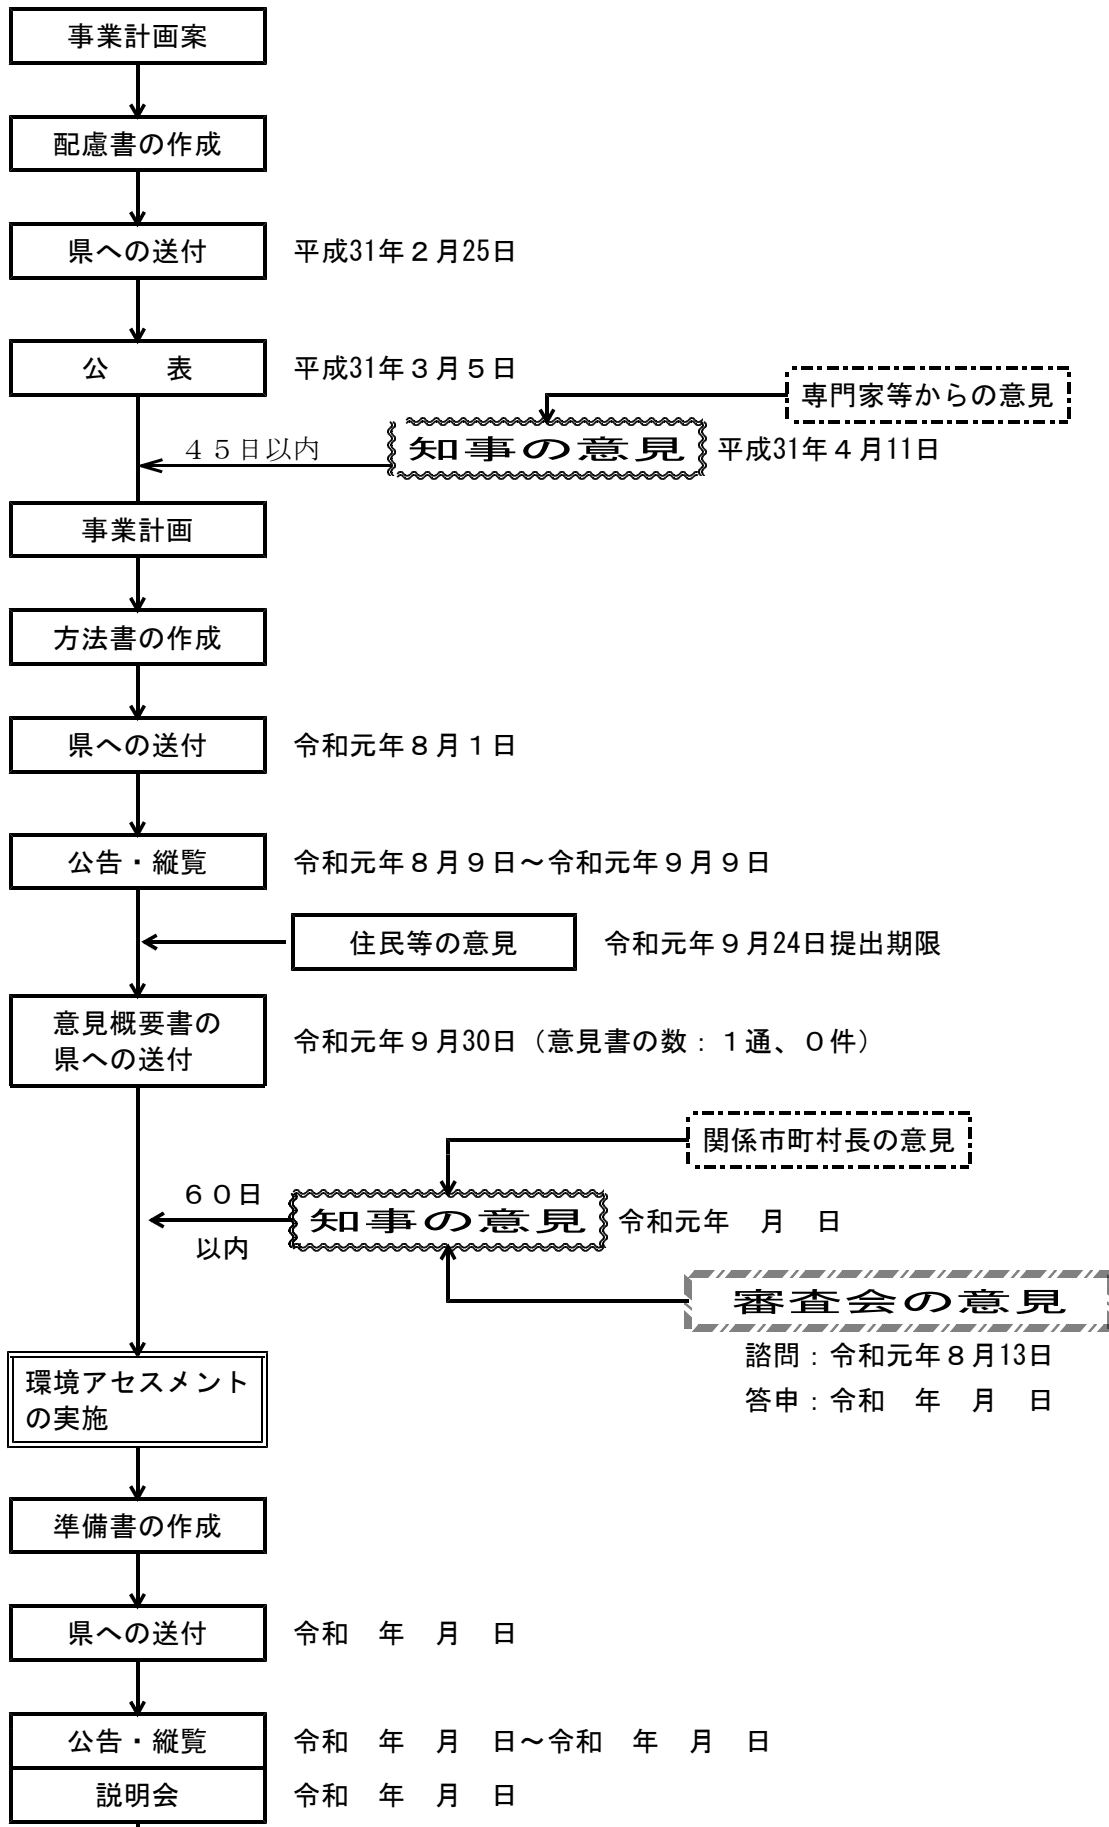 事業計画案
配慮書の作成
県への送付　平成31年２月25日
公　　表　平成31年３月５日
専門家等からの意見
４５日以内　知事の意見　平成31年４月11日
事業計画
方法書の作成
県への送付　令和元年８月１日
公告・縦覧　令和元年８月９日～令和元年９月９日
住民等の意見　令和元年９月24日提出期限
意見概要書の
県への送付
令和元年９月30日（意見書の数：１通、０件）
関係市町村長の意見
６０日
以内
知事の意見　令和元年　月　日
審査会の意見
諮問：令和元年８月13日
答申：令和　年　月　日
環境アセスメント
の実施
準備書の作成
県への送付　令和　年　月　日
公告・縦覧　令和　年　月　日～令和　年　月　日
説明会　令和　年　月　日